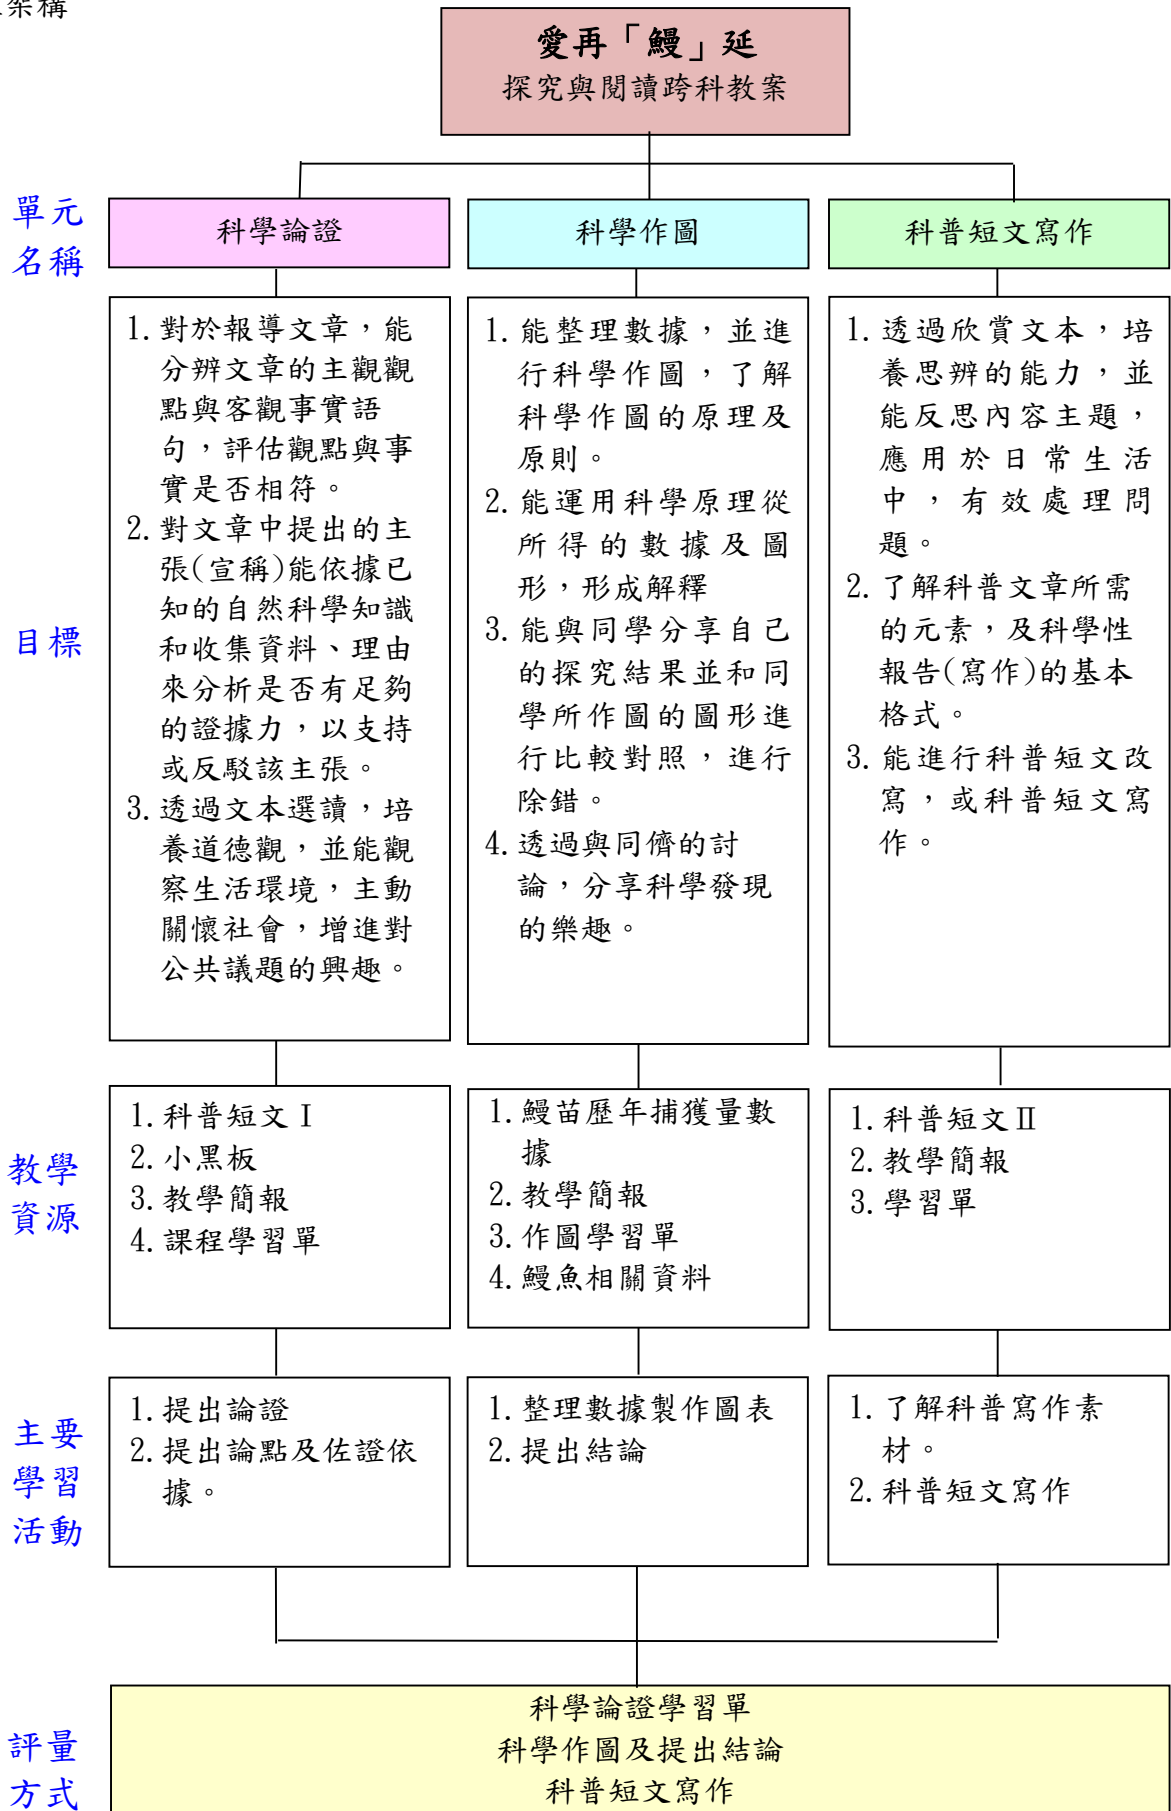 架構
愛再「鰻」延
探究與閱讀跨科教案
單元
名稱
科學論證
科學作圖
科普短文寫作
目標
1.對於報導文章，能
分辨文章的主觀觀
點與客觀事實語
句，評估觀點與事
實是否相符。
2.對文章中提出的主
張(宣稱)能依據已
知的自然科學知識
和收集資料、理由
來分析是否有足夠
的證據力，以支持
或反駁該主張。
3.透過文本選讀，培
養道德觀，並能觀
察生活環境，主動
關懷社會，增進對
公共議題的興趣。
1.能整理數據，並進
行科學作圖，了解
科學作圖的原理及
原則。
2.能運用科學原理從
所得的數據及圖
形，形成解釋
3.能與同學分享自己
的探究結果並和同
學所作圖的圖形進
行比較對照，進行
除錯。
4.透過與同儕的討
論，分享科學發現
的樂趣。
1.透過欣賞文本，培
養思辨的能力，並
能反思內容主題，
應用於日常生活
中，有效處理問
題。
2.了解科普文章所需
的元素，及科學性
報告(寫作)的基本
格式。
3.能進行科普短文改
寫，或科普短文寫
作。
教學
資源
1.科普短文Ⅰ
2.小黑板
3.教學簡報
4.課程學習單
1.鰻苗歷年捕獲量數
據
2.教學簡報
3.作圖學習單
4.鰻魚相關資料
1.科普短文Ⅱ
2.教學簡報
3.學習單
主要
學習
活動
1.提出論證
2.提出論點及佐證依
據。
1.整理數據製作圖表
2.提出結論
1.了解科普寫作素
材。
2.科普短文寫作
評量
方式
科學論證學習單
科學作圖及提出結論
科普短文寫作